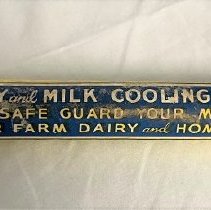 and MILK COOLING
SAFE GUARD YOUR M
FARM DAIRY and HOM